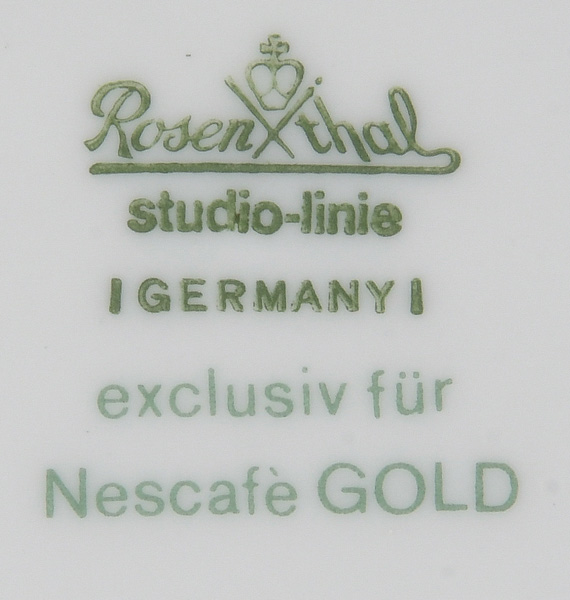 Rosenthal
studio-linie
I GERMANY I
exclusiv für
Nescafè GOLD